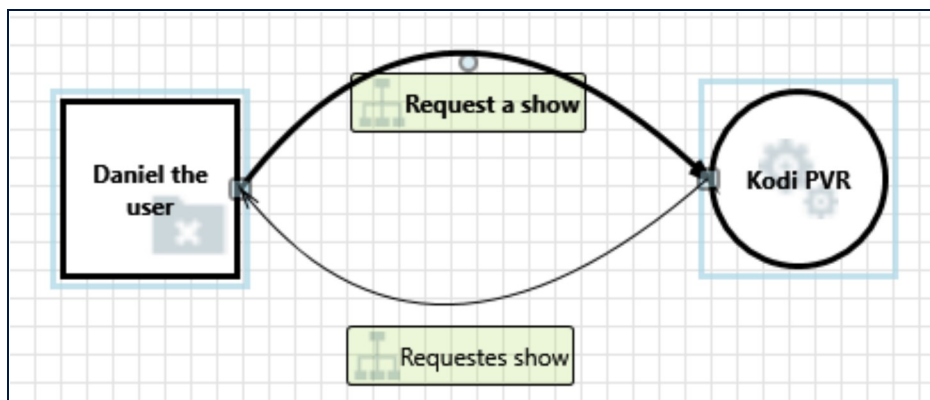 Request a show
Daniel the
user
Kodi PVR
Requestes show